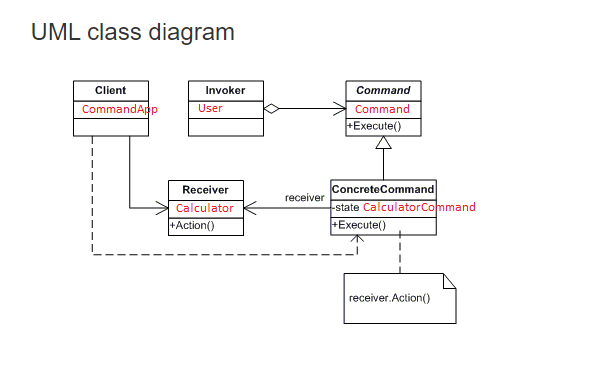 UML class diagram
Client
CommandApp
Invoker
User
Command
Command
+Execute()
Receiver
Calculator
+Action()
receiver
ConcreteCommand
-state CalculatorCommand
+Execute()
receiver.Action()